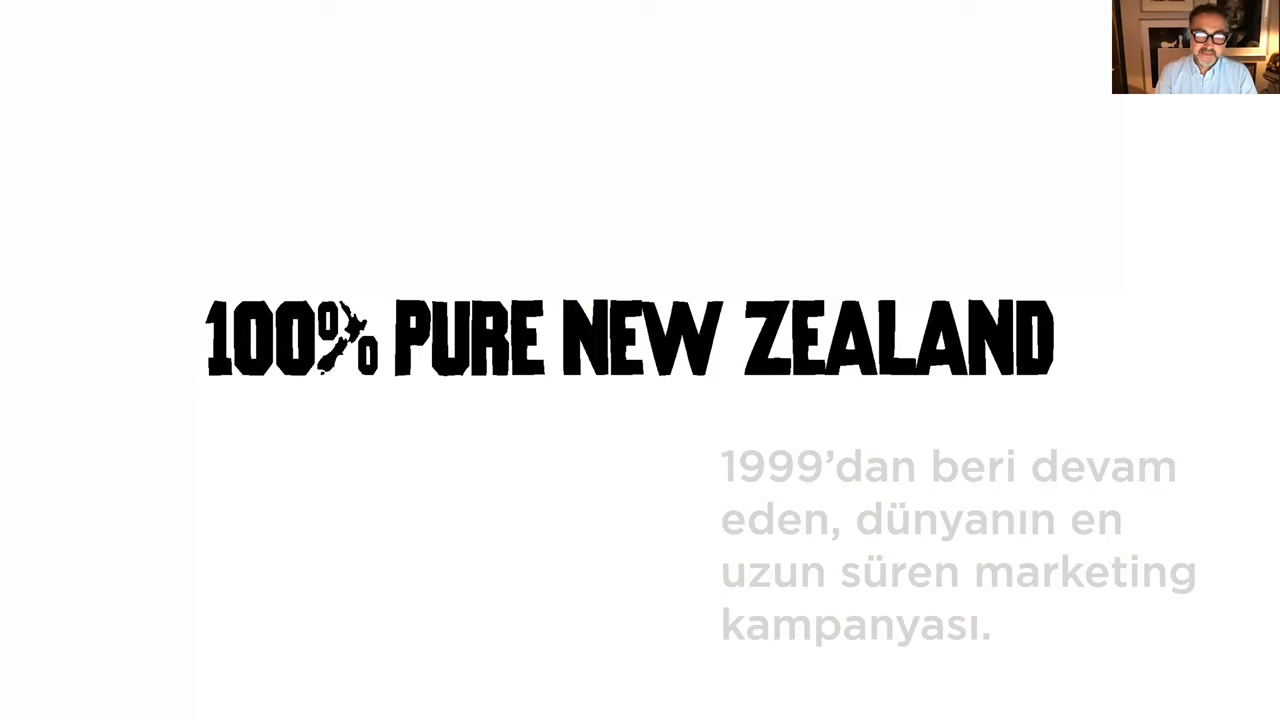 100% PURE NEW ZEALAND
1999’dan beri devam
eden, dünyanın en
uzun süren marketing
kampanyası.